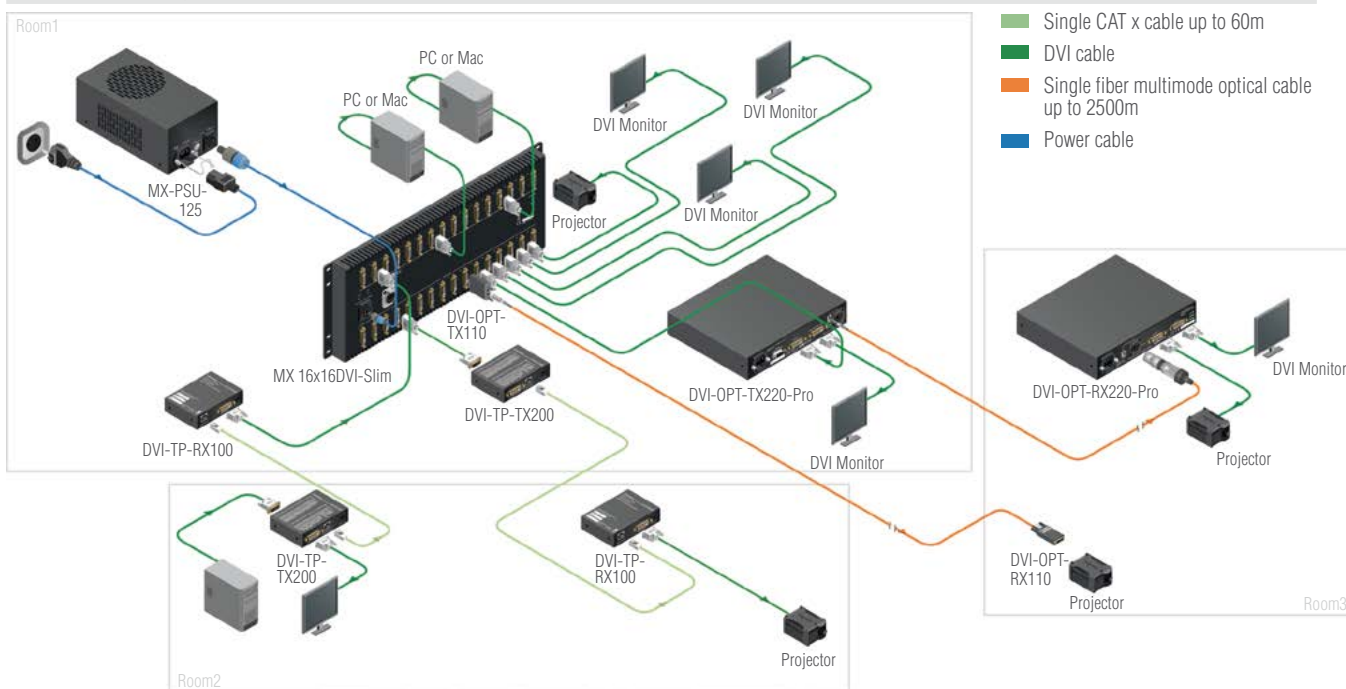 Room1
Single CAT x cable up to 60m
DVI cable
Single fiber multimode optical cable
up to 2500m
Power cable
PC or Mac
PC or Mac
DVI Monitor
DVI Monitor
DVI Monitor
Projector
MX-PSU-
125
DVI-OPT-
TX110
MX 16x16DVI-Slim
DVI-TP-TX200
DVI-OPT-TX220-Pro
DVI Monitor
DVI-TP-RX100
DVI-OPT-RX220-Pro
DVI Monitor
Projector
DVI-TP-
TX200
DVI-TP-
RX100
Projector
Room2
DVI-OPT-
RX110
Projector
Room3